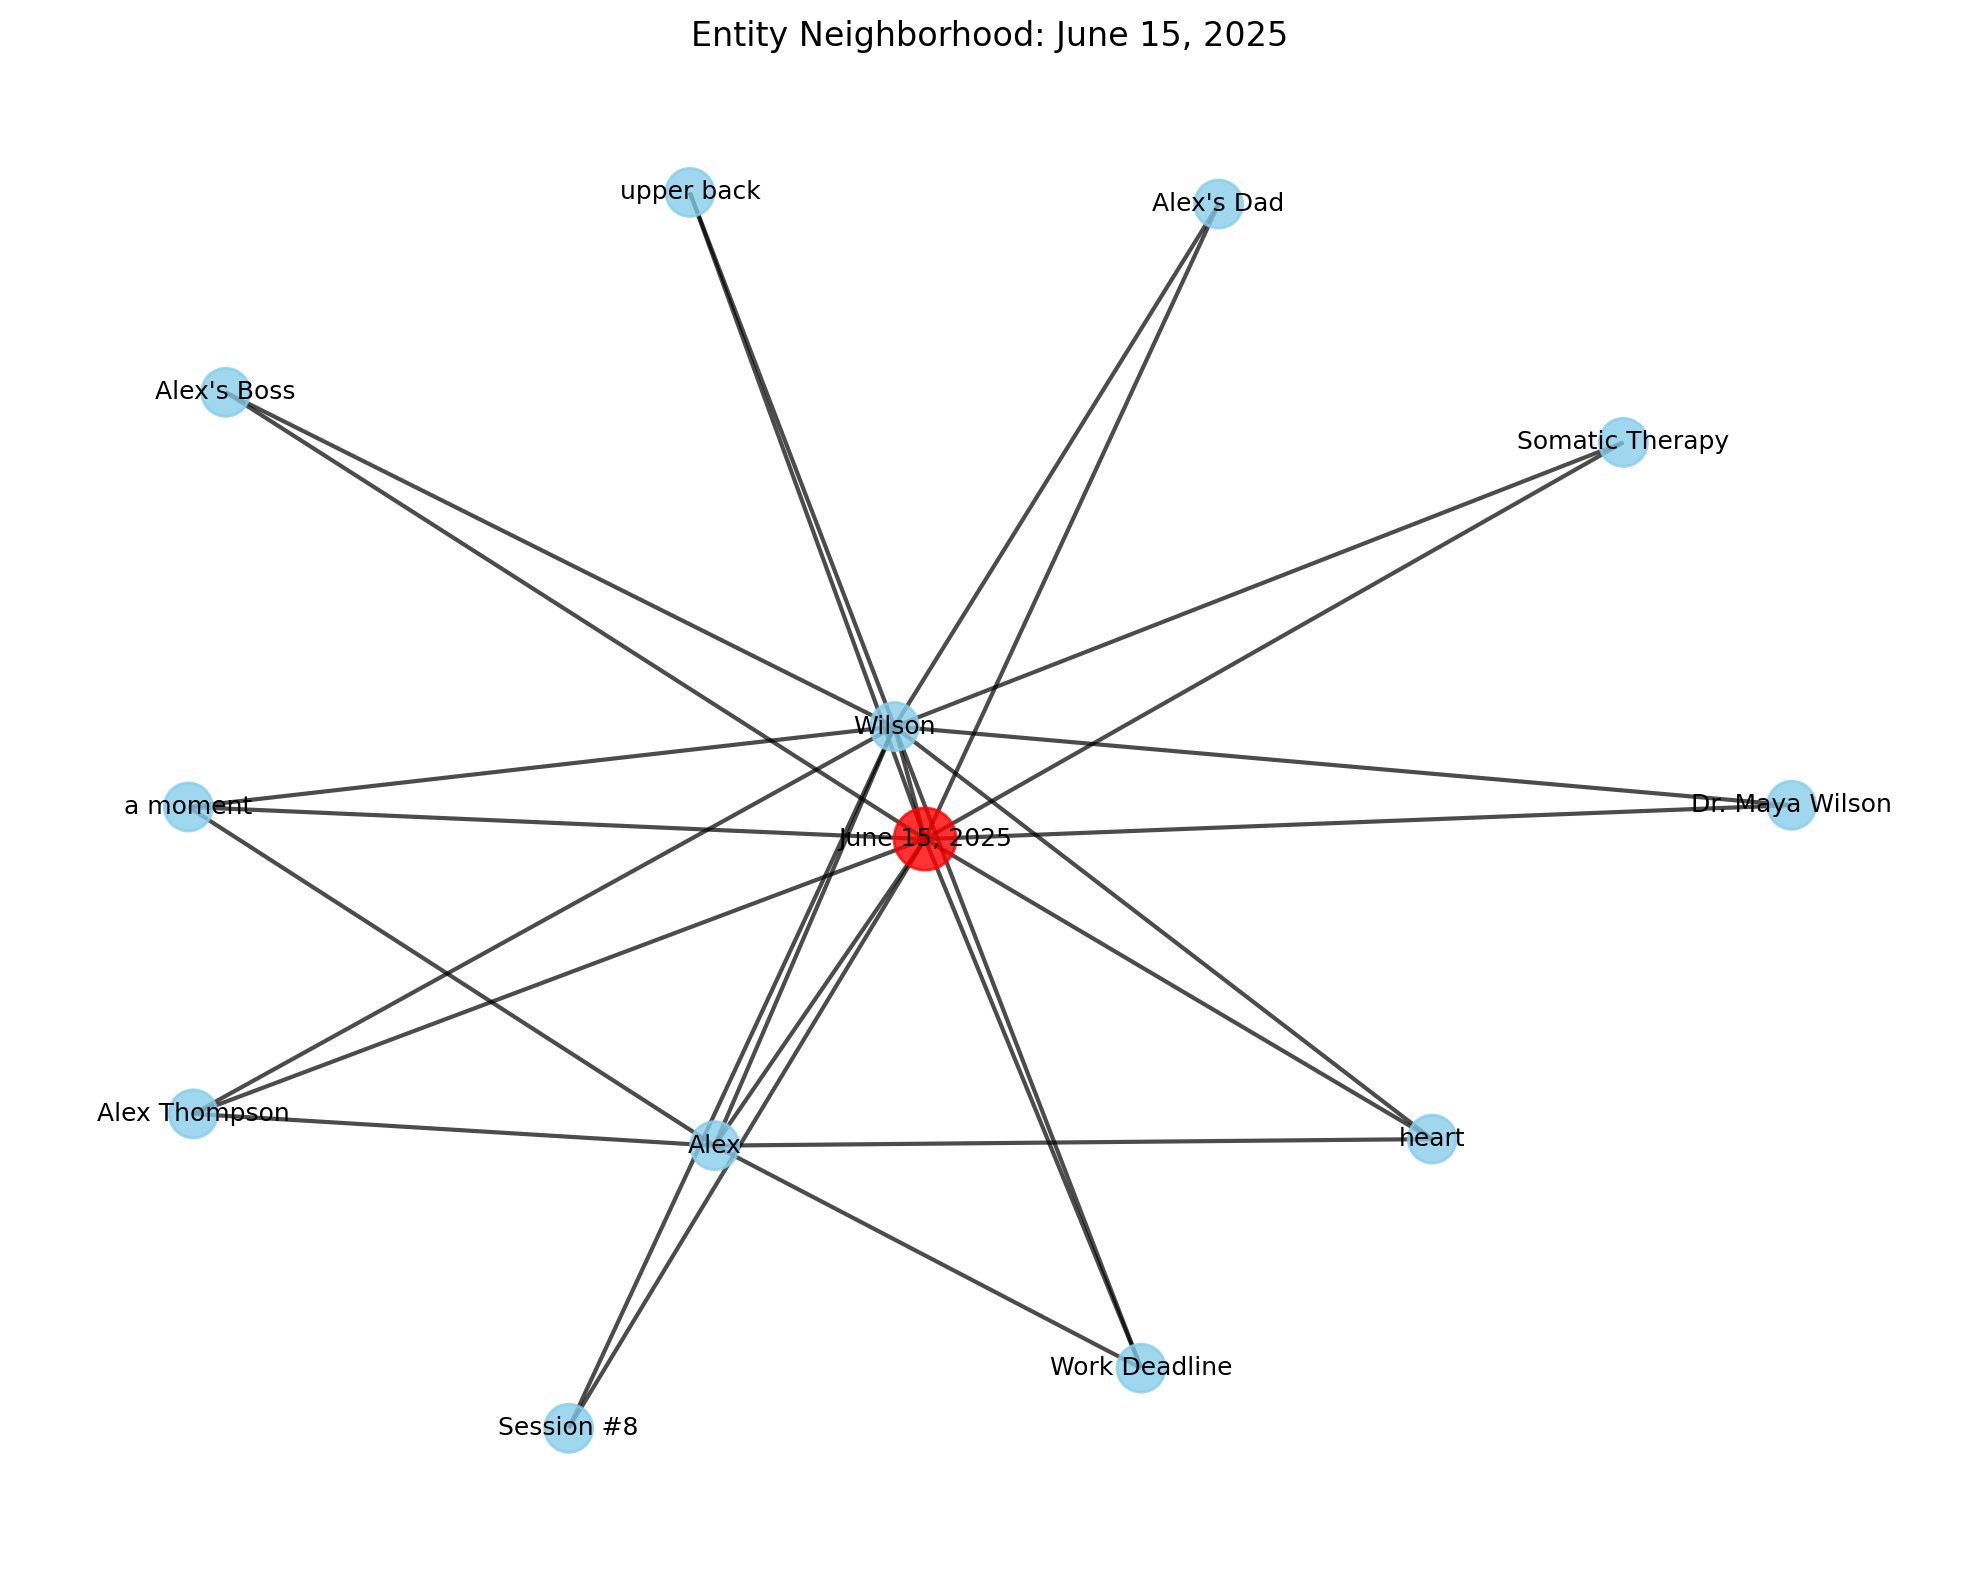 Entity Neighborhood: June 15, 2025
upper back
Alex's Dad
Alex's Boss
Somatic Therapy
Wilson
a moment
Dr. Maya Wilson
June 15, 2025
Alex Thompson
Alex
heart
Work Deadline
Session #8